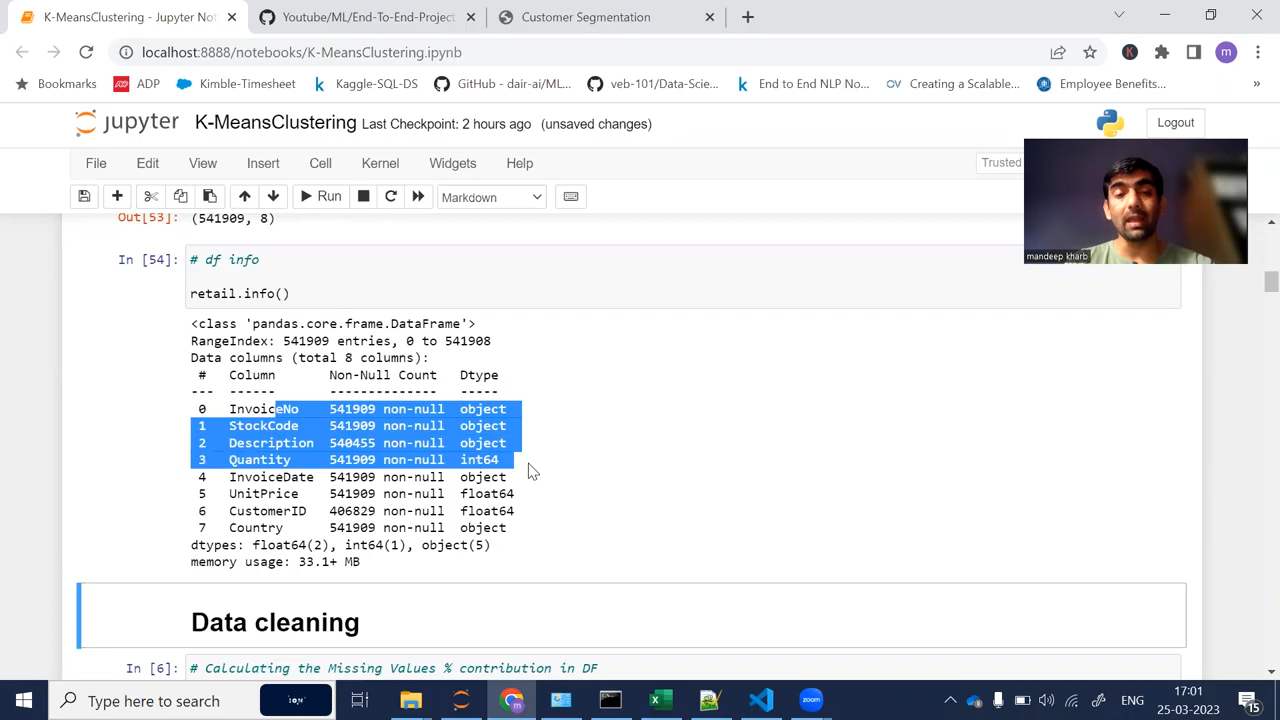 K-MeansClustering - Jupyter Not
Youtube/ML/End-To-End-Project
Customer Segmentation
localhost:8888/notebooks/K-MeansClustering.ipynb
K
m
Bookmarks
ADP
Kimble-Timesheet
k Kaggle-SQL-DS
GitHub - dair-ai/ML...
veb-101/Data-Scie...
k End to End NLP No...
OV Creating a Scalable...
Employee Benefits...
»
jupyter K-MeansClustering Last Checkpoint: 2 hours ago (unsaved changes)
Logout
File Edit View Insert Cell Kernel Widgets Help
Trusted
Run
Markdown
mandeep kharb
Out[53]: (541909, 8)
In [54]: # df info
retail.info()
<class 'pandas.core.frame.DataFrame'>
RangeIndex: 541909 entries, 0 to 541908
Data columns (total 8 columns):
# Column Non-Null Count Dtype
--- ------ -------------- -----
0 InvoiceNo 541909 non-null object
1 StockCode 541909 non-null object
2 Description 540455 non-null object
3 Quantity 541909 non-null int64
4 InvoiceDate 541909 non-null object
5 UnitPrice 541909 non-null float64
6 CustomerID 406829 non-null float64
7 Country 541909 non-null object
dtypes: float64(2), int64(1), object(5)
memory usage: 33.1+ MB
Data cleaning
In [6]: # Calculating the Missing Values % contribution in DF
Type here to search
zoom
ENG
17:01
25-03-2023
15